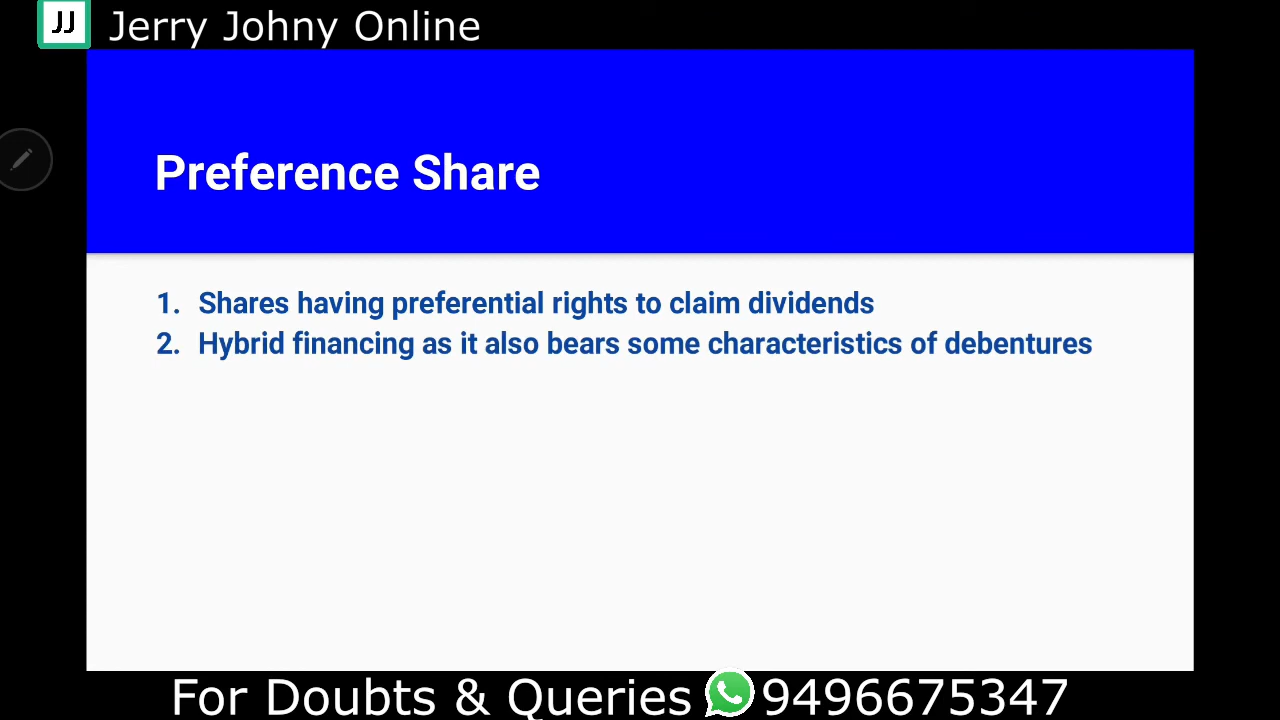 JJ Jerry Johny Online
Preference Share
1. Shares having preferential rights to claim dividends
2. Hybrid financing as it also bears some characteristics of debentures
For Doubts & Queries 9496675347